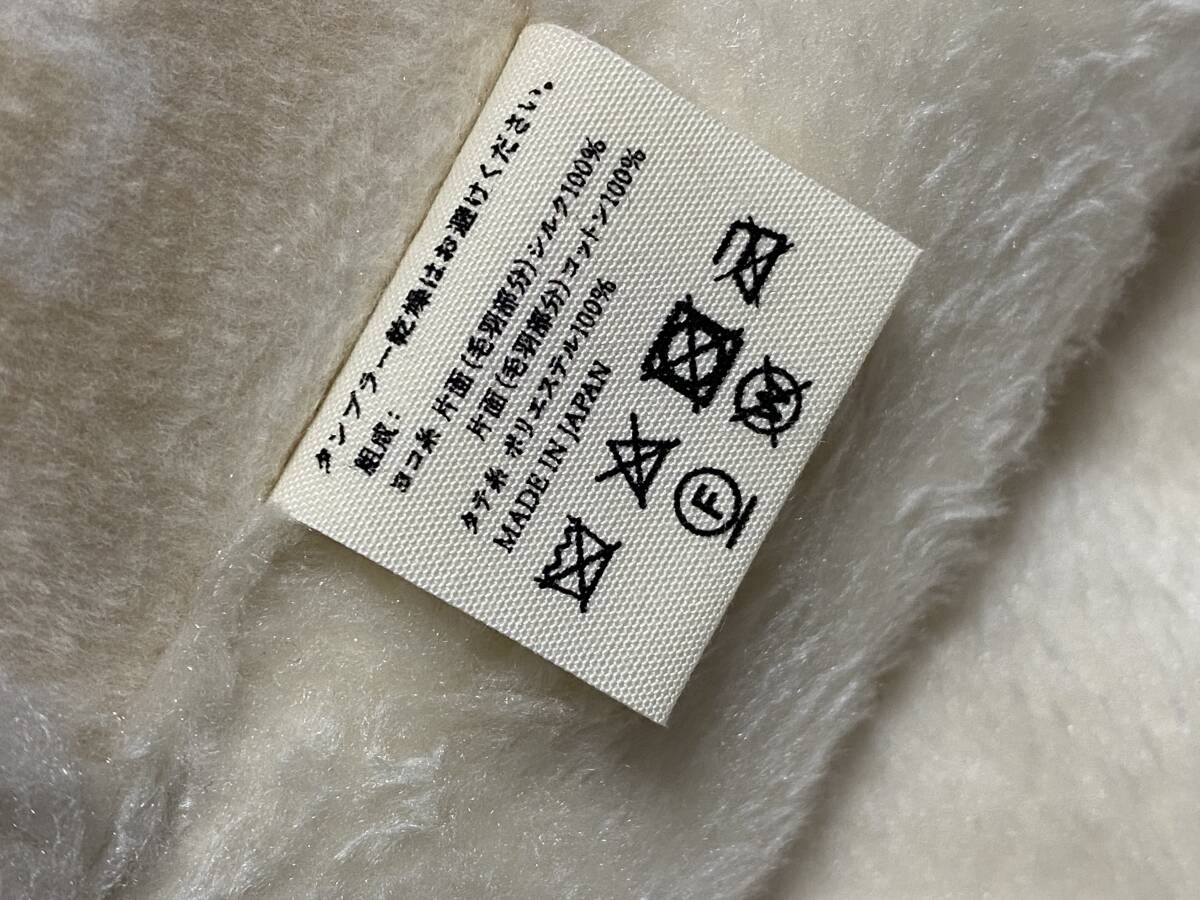 タンブラー乾燥はお避けください。
組成：
ヨコ糸 片面(毛羽部分)シルク100%
片面(毛羽部分)コットン100%
タテ糸 ポリエステル100%
MADE IN JAPAN
F
W